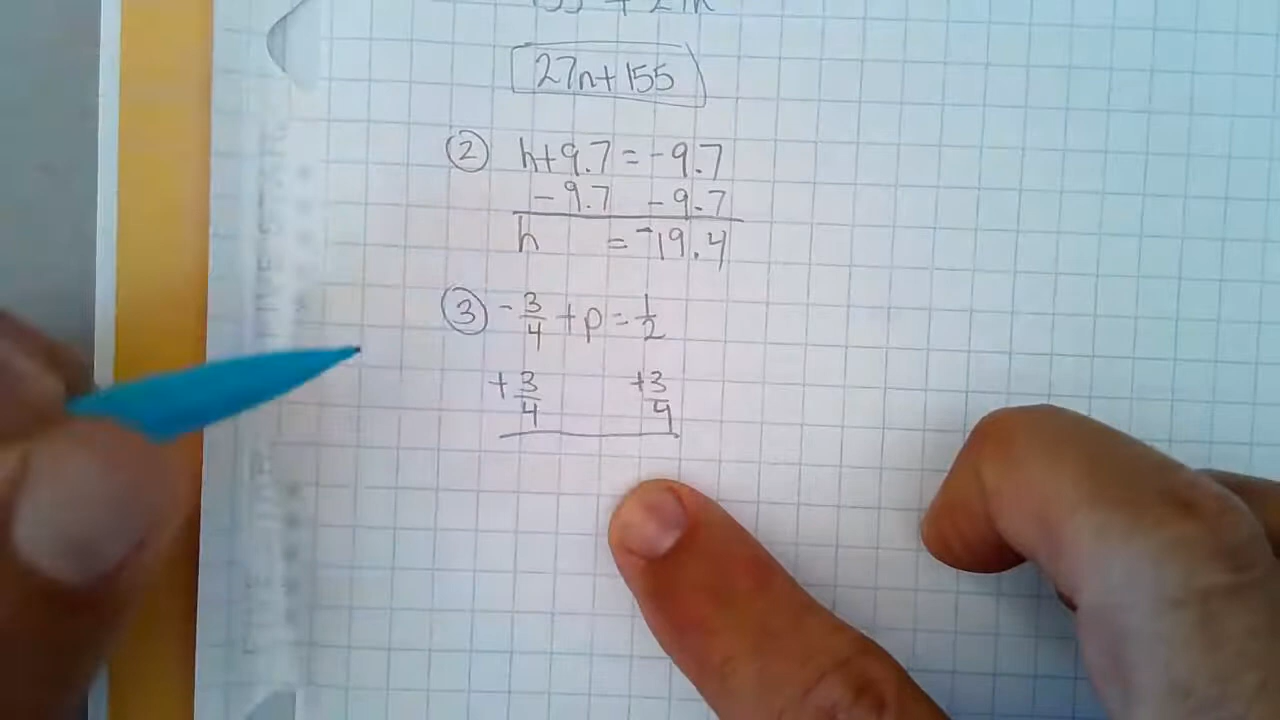 27n+155
② h+9.7=-9.7
-9.7 -9.7
h =-19.4
③ -3/4+p=1/2
+3/4 +3/4